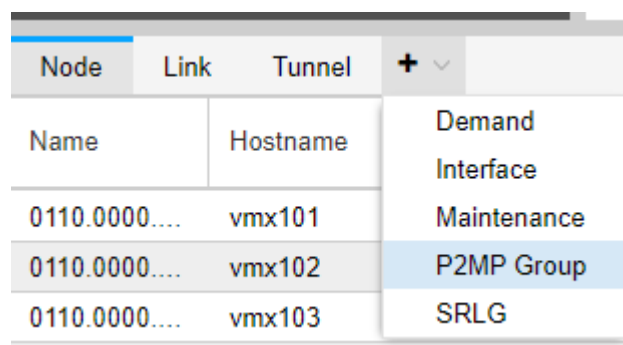 Node Link Tunnel +
Name Hostname
Demand
Interface
0110.0000.... vmx101 Maintenance
0110.0000.... vmx102 P2MP Group
0110.0000.... vmx103 SRLG